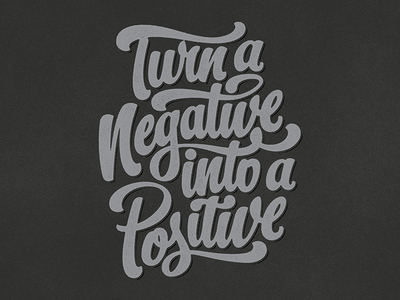 Turn a
Negative
into a
Positive